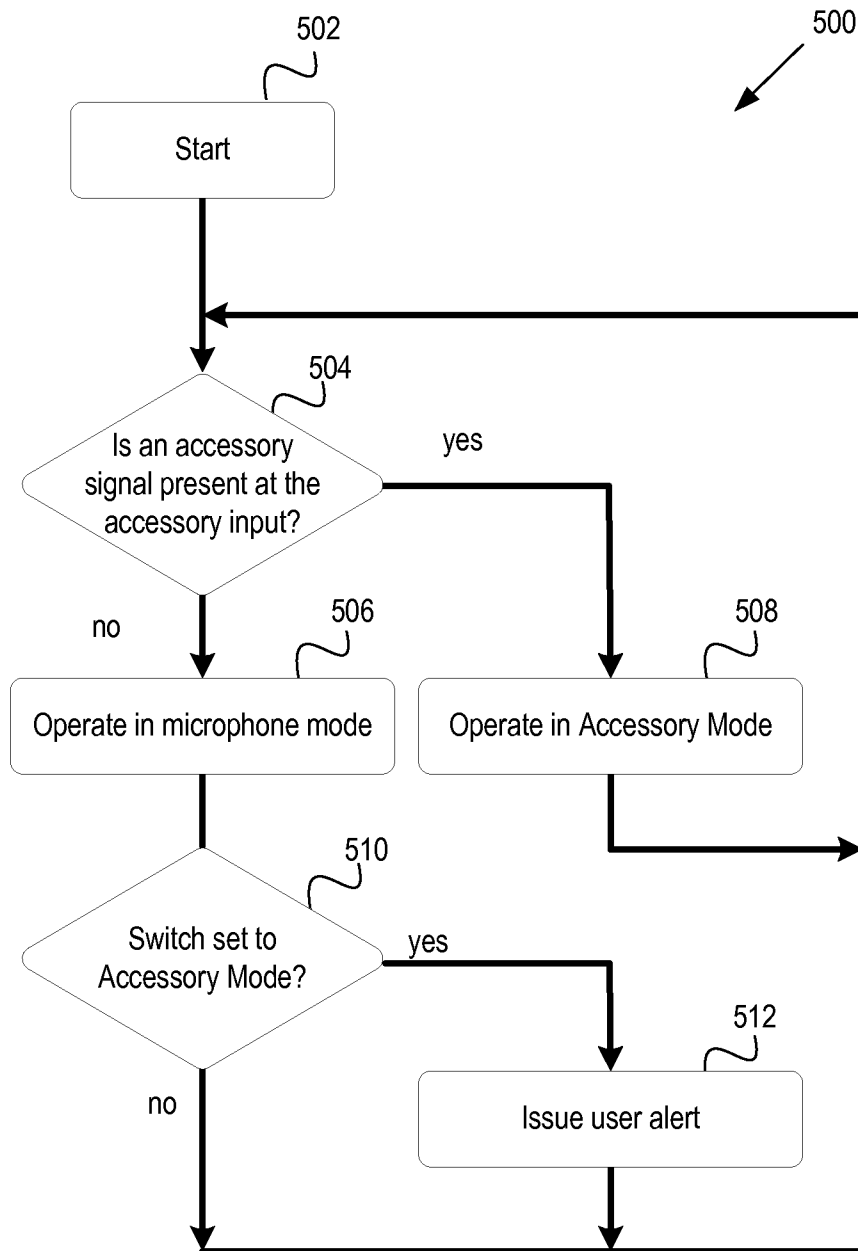 502
500
Start
504
Is an accessory
signal present at the
accessory input?
yes
no
506
508
Operate in microphone mode
Operate in Accessory Mode
510
Switch set to
Accessory Mode?
yes
512
no
Issue user alert